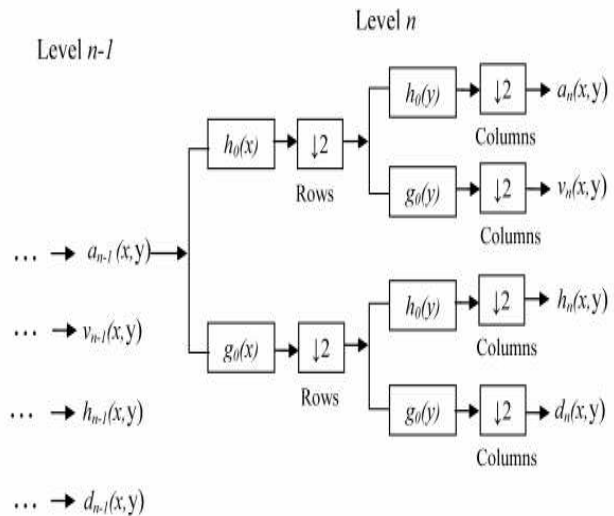 Level n
Level n-1
h₀(y) ↓2 aₙ(x,y)
Columns
h₀(x) ↓2
Rows
g₀(y) ↓2 vₙ(x,y)
Columns
... aₙ₋₁(x,y)
h₀(y) ↓2 hₙ(x,y)
Columns
... vₙ₋₁(x,y)
g₀(x) ↓2
Rows
... hₙ₋₁(x,y)
g₀(y) ↓2 dₙ(x,y)
Columns
... dₙ₋₁(x,y)